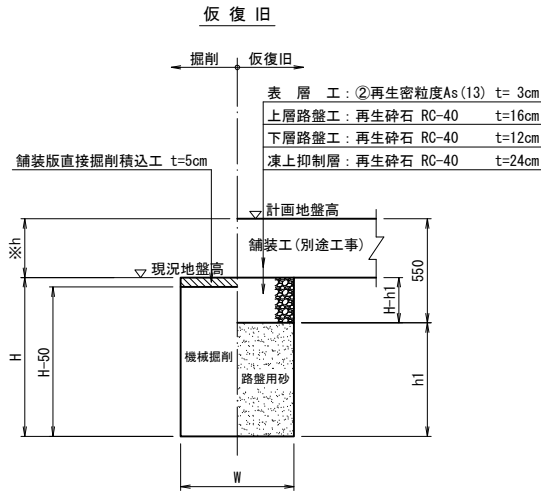 仮 復 旧
掘削 仮復旧
表 層 工：②再生密粒度As(13) t= 3cm
上層路盤工：再生砕石 RC-40 t=16cm
下層路盤工：再生砕石 RC-40 t=12cm
凍上抑制層：再生砕石 RC-40 t=24cm
舗装版直接掘削積込工 t=5cm
計画地盤高
※h
舗装工(別途工事)
現況地盤高
550
H-h1
H
H-50
機械掘削
路盤用砂
h1
W